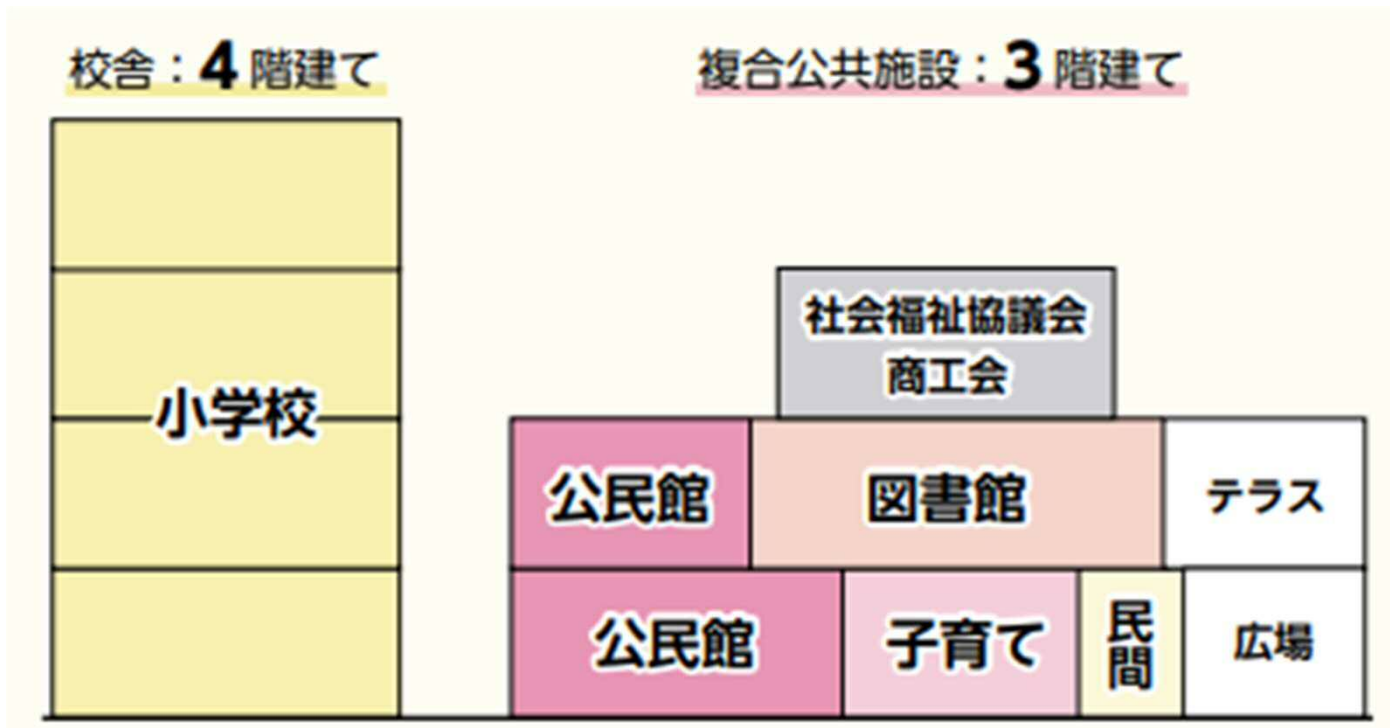 校舎：4階建て
複合公共施設：3階建て
小学校
社会福祉協議会
商工会
公民館
図書館
テラス
公民館
子育て
民間
広場